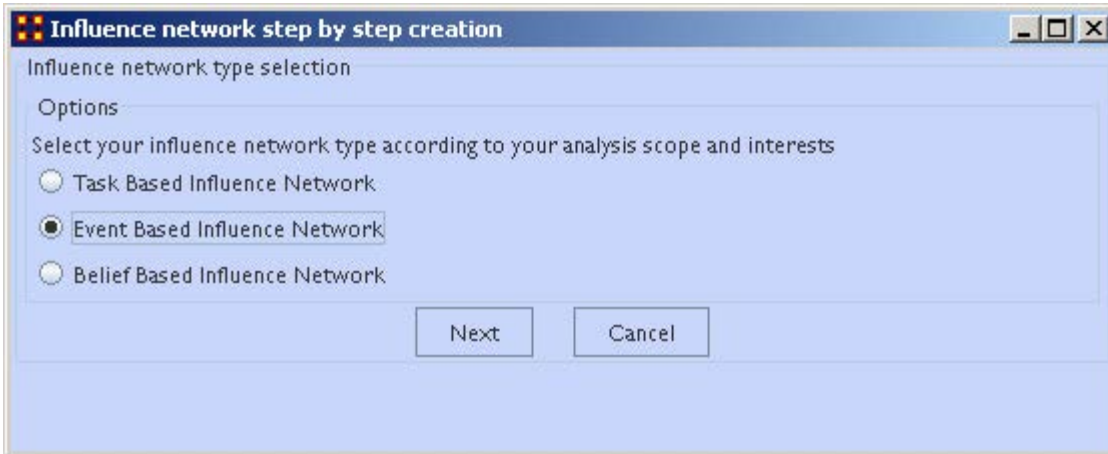 Influence network step by step creation
Influence network type selection
Options
Select your influence network type according to your analysis scope and interests
Task Based Influence Network
Event Based Influence Network
Belief Based Influence Network
Next Cancel